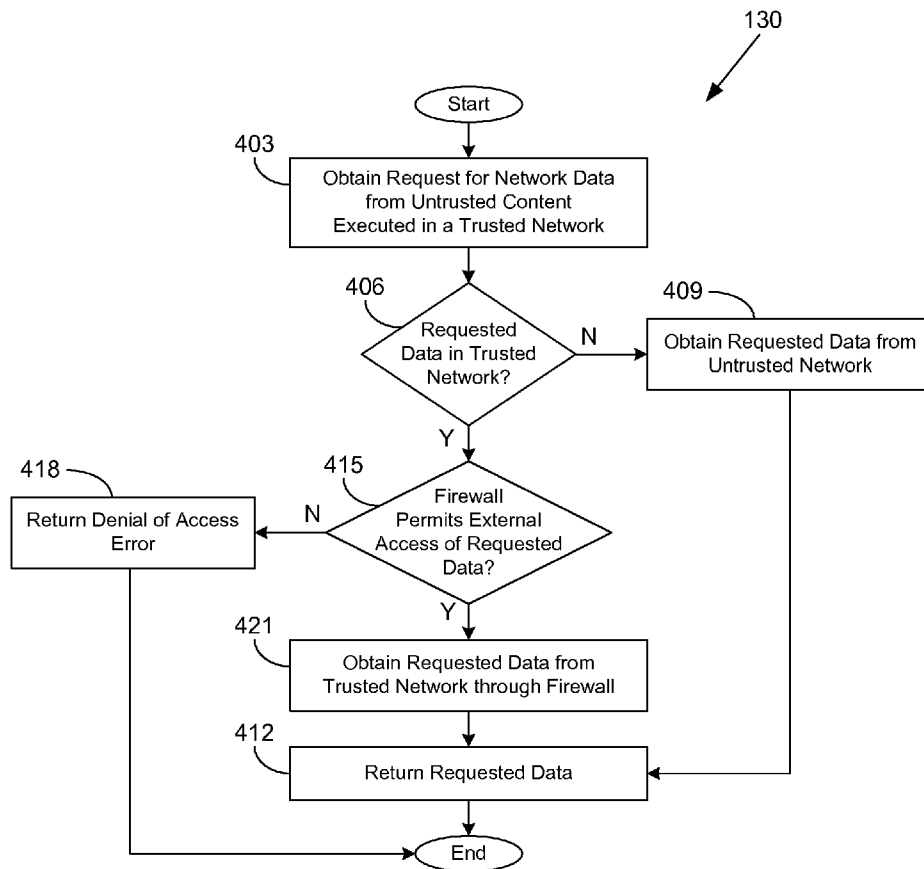 130
Start
403
Obtain Request for Network Data
from Untrusted Content
Executed in a Trusted Network
406
Requested
Data in Trusted
Network?
N
409
Obtain Requested Data from
Untrusted Network
Y
418
Return Denial of Access
Error
N
415
Firewall
Permits External
Access of Requested
Data?
Y
421
Obtain Requested Data from
Trusted Network through Firewall
412
Return Requested Data
End